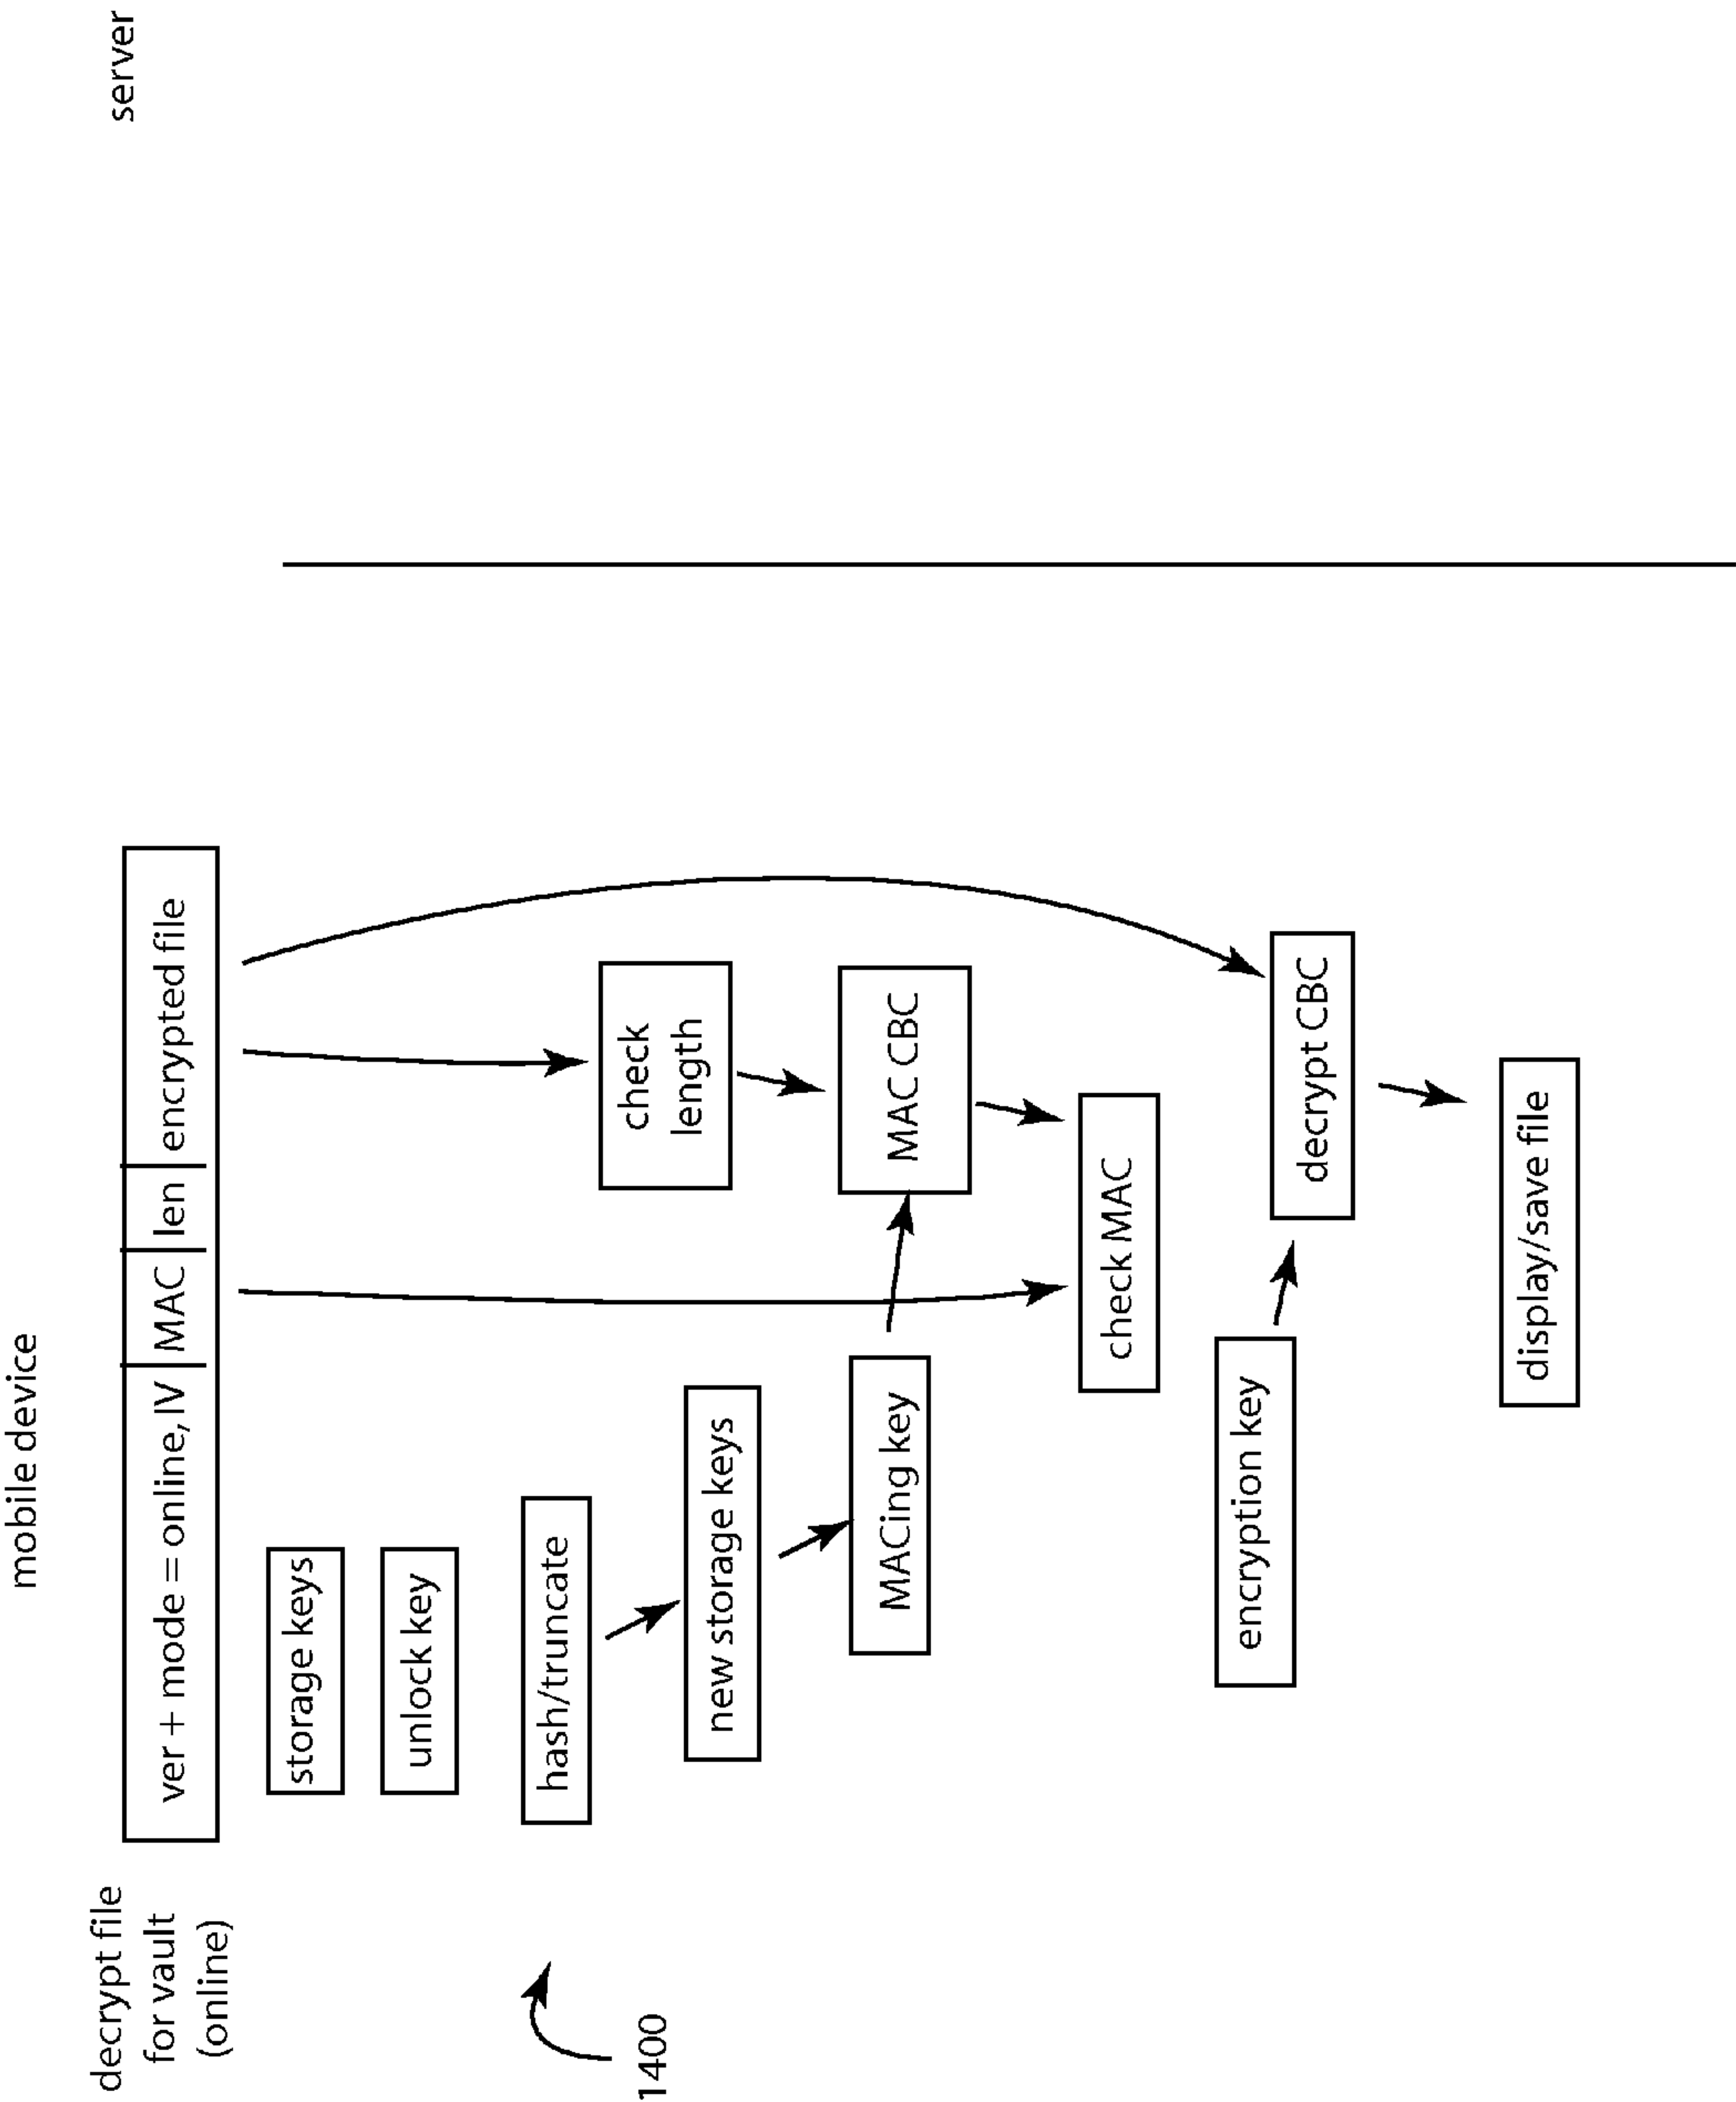 mobile device
server
decrypt file
for vault
(online)
ver + mode = online, IV | MAC | len | encrypted file
storage keys
unlock key
hash/truncate
check
length
new storage keys
MACing key
MAC CBC
check MAC
encryption key
decrypt CBC
display/save file
1400